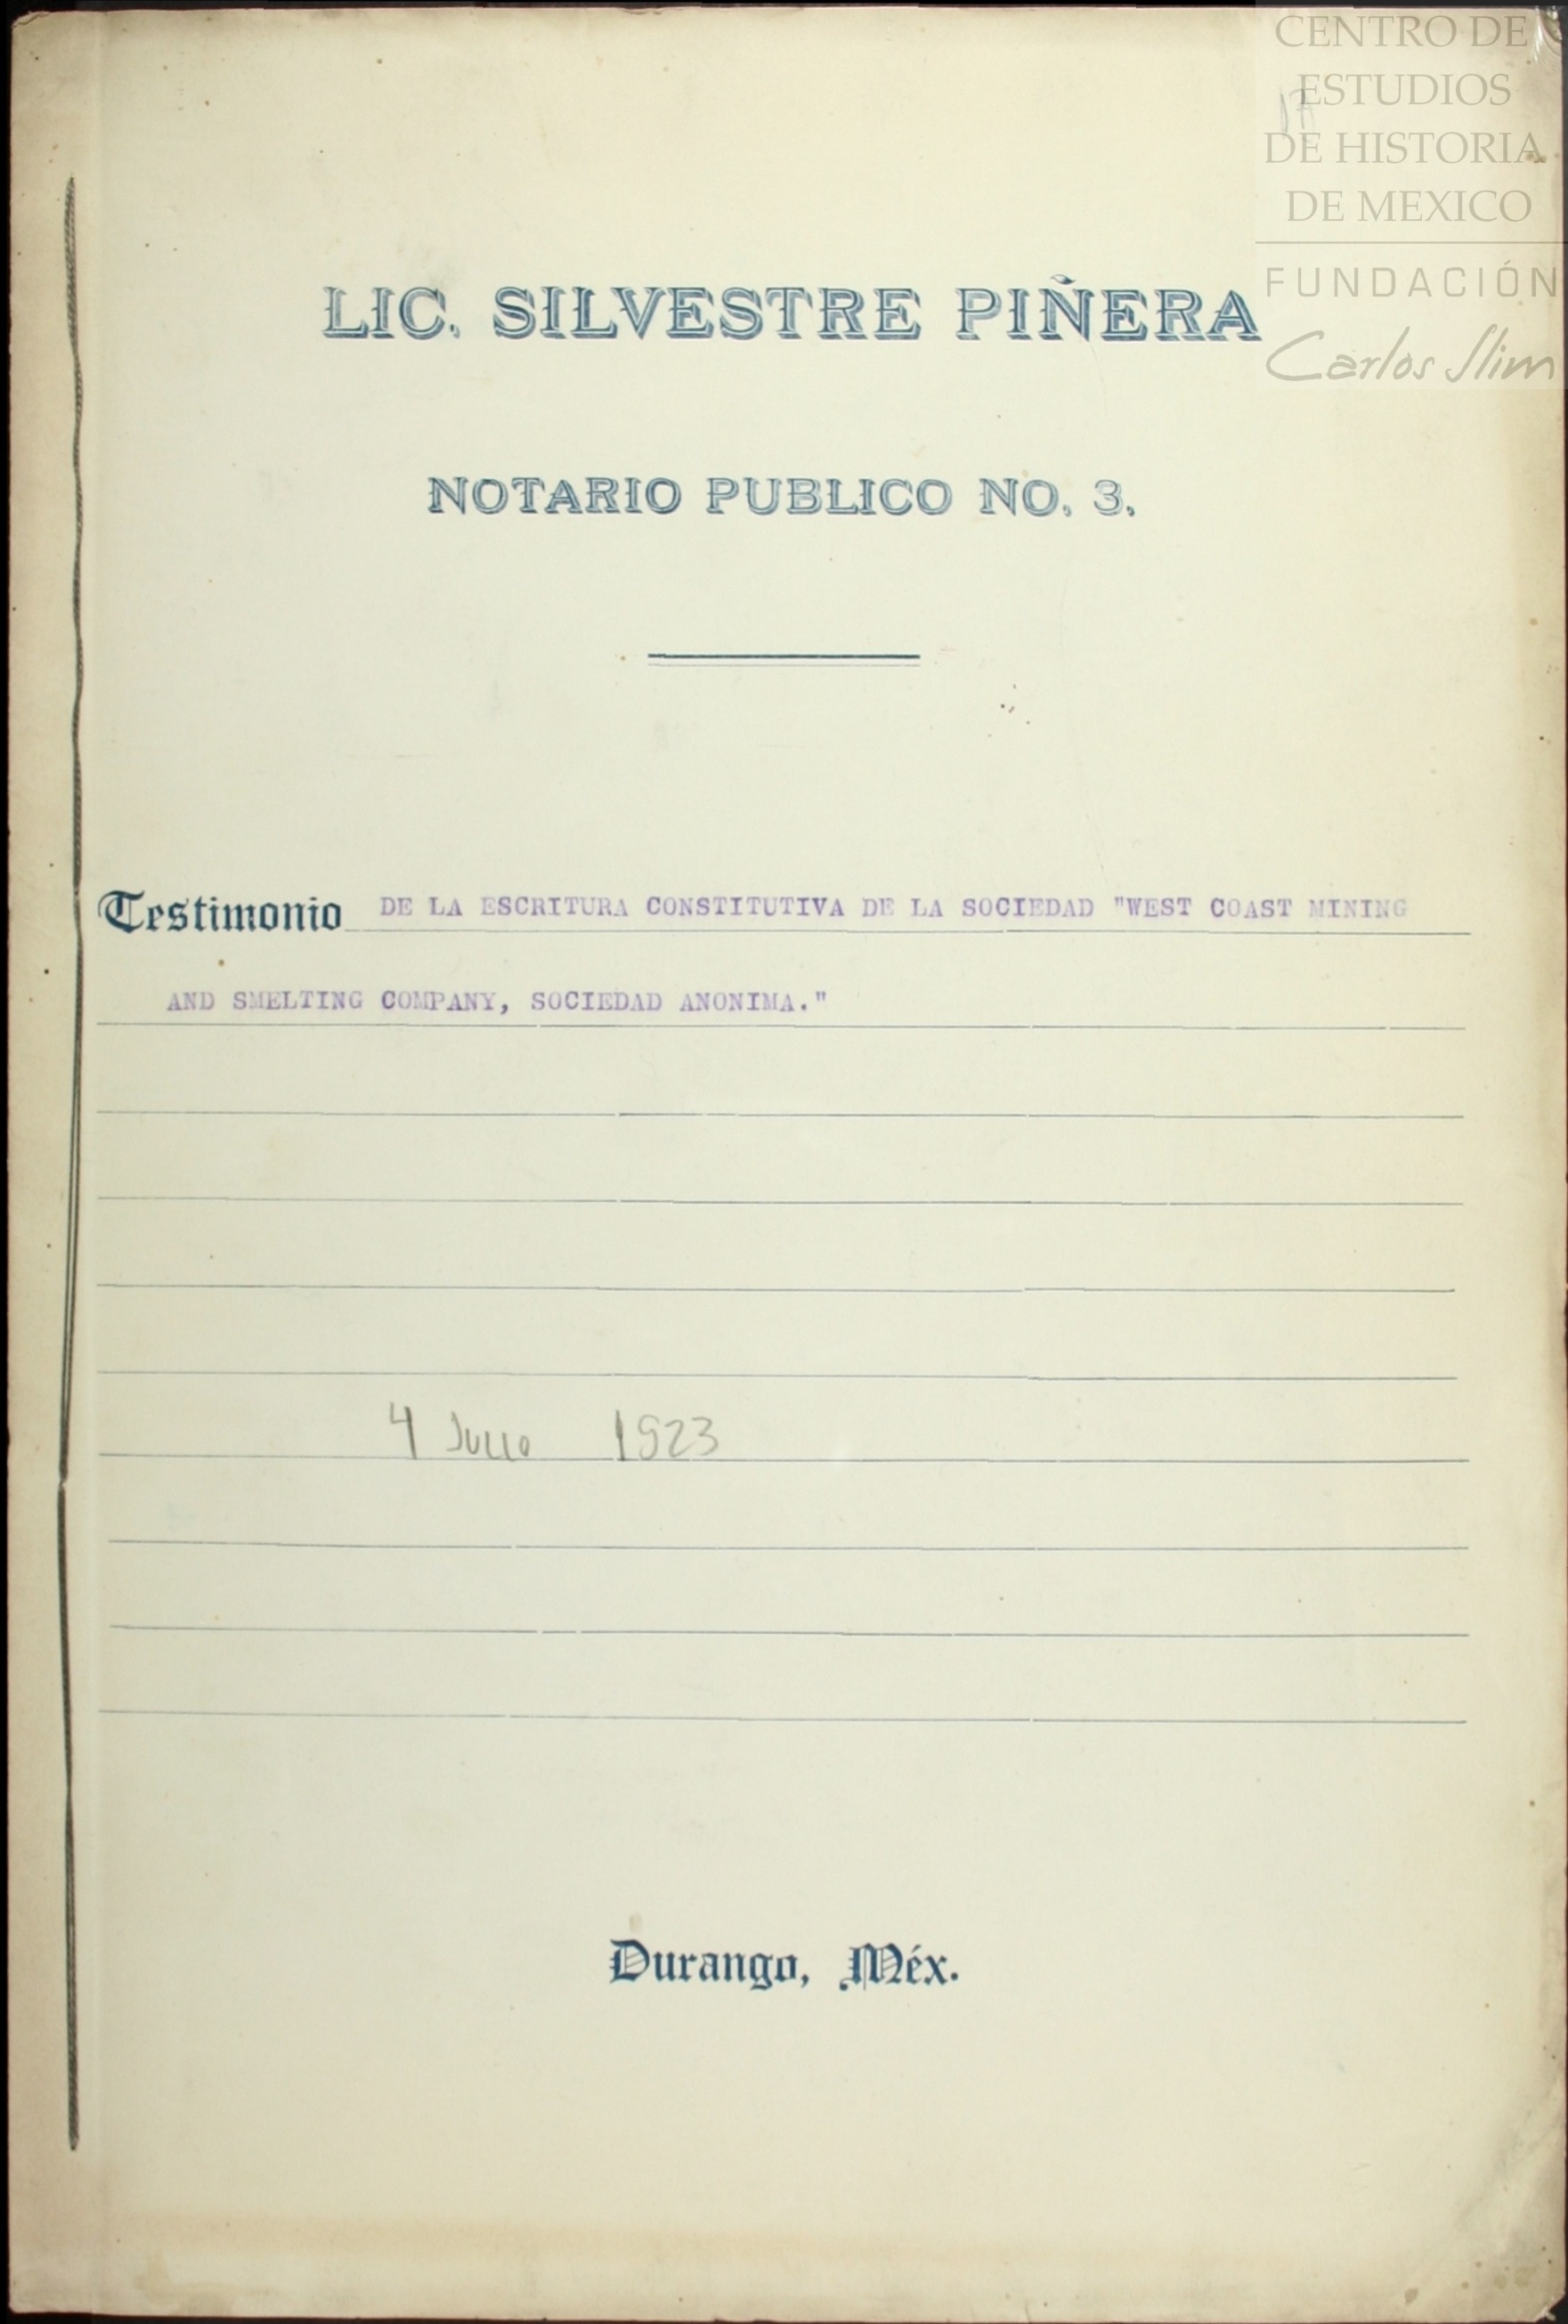 CENTRO DE
ESTUDIOS
DE HISTORIA
DE MEXICO
FUNDACIÓN
Carlos Slim
LIC. SILVESTRE PIÑERA
NOTARIO PUBLICO NO. 3.
Testimonio DE LA ESCRITURA CONSTITUTIVA DE LA SOCIEDAD "WEST COAST MINING
AND SMELTING COMPANY, SOCIEDAD ANONIMA."
4 Julio 1923
Durango, Méx.